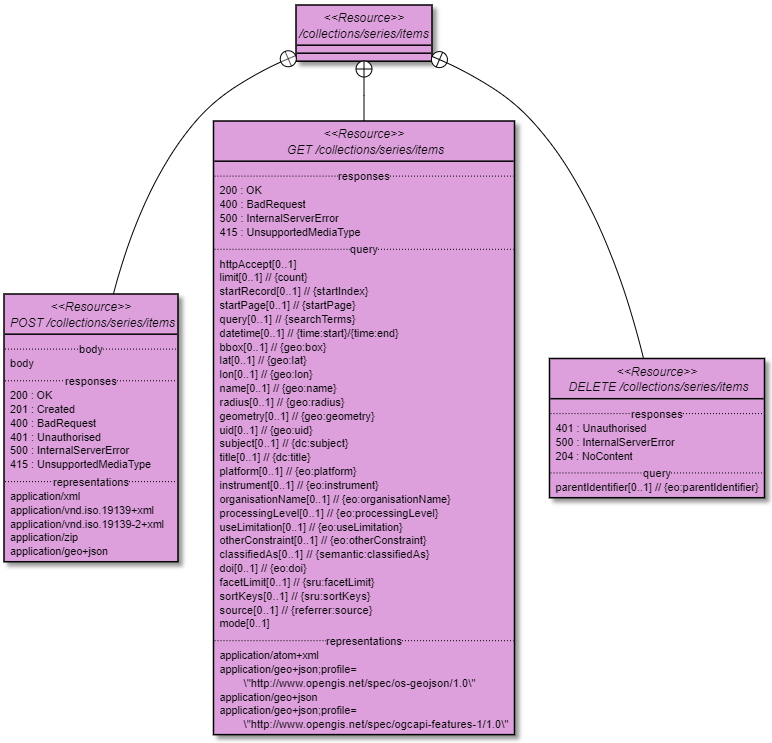 <<Resource>>
/collections/series/items
<<Resource>>
GET /collections/series/items
responses
200 : OK
400 : BadRequest
500 : InternalServerError
415 : UnsupportedMediaType
query
httpAccept[0..1]
limit[0..1] // {count}
startRecord[0..1] // {startIndex}
startPage[0..1] // {startPage}
query[0..1] // {searchTerms}
datetime[0..1] // {time:start}/{time:end}
bbox[0..1] // {geo:box}
lat[0..1] // {geo:lat}
lon[0..1] // {geo:lon}
name[0..1] // {geo:name}
radius[0..1] // {geo:radius}
geometry[0..1] // {geo:geometry}
uid[0..1] // {geo:uid}
subject[0..1] // {dc:subject}
title[0..1] // {dc:title}
platform[0..1] // {eo:platform}
instrument[0..1] // {eo:instrument}
organisationName[0..1] // {eo:organisationName}
processingLevel[0..1] // {eo:processingLevel}
useLimitation[0..1] // {eo:useLimitation}
otherConstraint[0..1] // {eo:otherConstraint}
classifiedAs[0..1] // {semantic:classifiedAs}
doi[0..1] // {eo:doi}
facetLimit[0..1] // {sru:facetLimit}
sortKeys[0..1] // {sru:sortKeys}
source[0..1] // {referrer:source}
mode[0..1]
representations
application/atom+xml
application/geo+json;profile=
\"http://www.opengis.net/spec/os-geojson/1.0\"
application/geo+json
application/geo+json;profile=
\"http://www.opengis.net/spec/ogcapi-features-1/1.0\"
<<Resource>>
POST /collections/series/items
body
body
responses
200 : OK
201 : Created
400 : BadRequest
401 : Unauthorised
500 : InternalServerError
415 : UnsupportedMediaType
representations
application/xml
application/vnd.iso.19139+xml
application/vnd.iso.19139-2+xml
application/zip
application/geo+json
<<Resource>>
DELETE /collections/series/items
responses
401 : Unauthorised
500 : InternalServerError
204 : NoContent
query
parentIdentifier[0..1] // {eo:parentIdentifier}